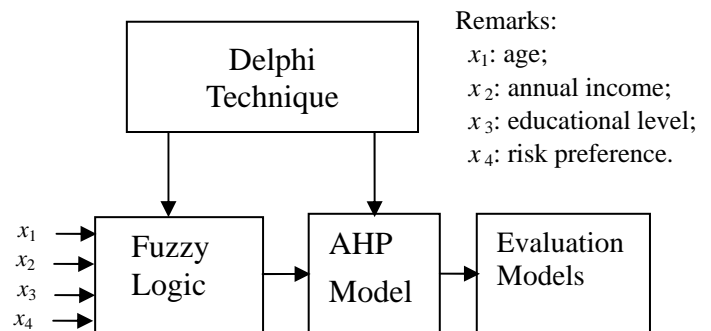 Remarks:
x1: age;
x2: annual income;
x3: educational level;
x4: risk preference.
Delphi
Technique
x1
x2
x3
x4
Fuzzy
Logic
AHP
Model
Evaluation
Models